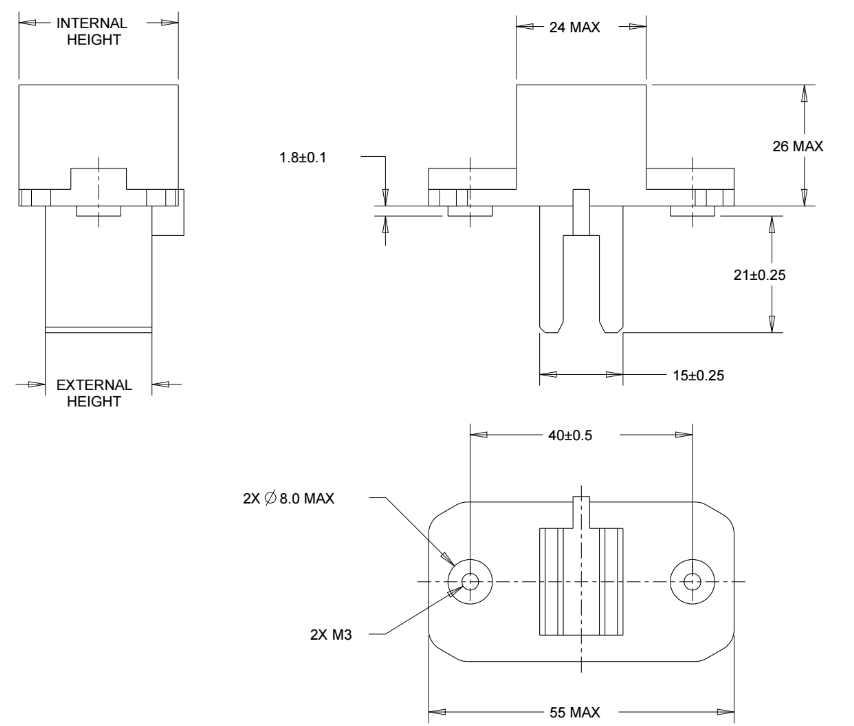 INTERNAL
HEIGHT
24 MAX
26 MAX
1.8±0.1
21±0.25
15±0.25
EXTERNAL
HEIGHT
40±0.5
2X ∅ 8.0 MAX
2X M3
55 MAX